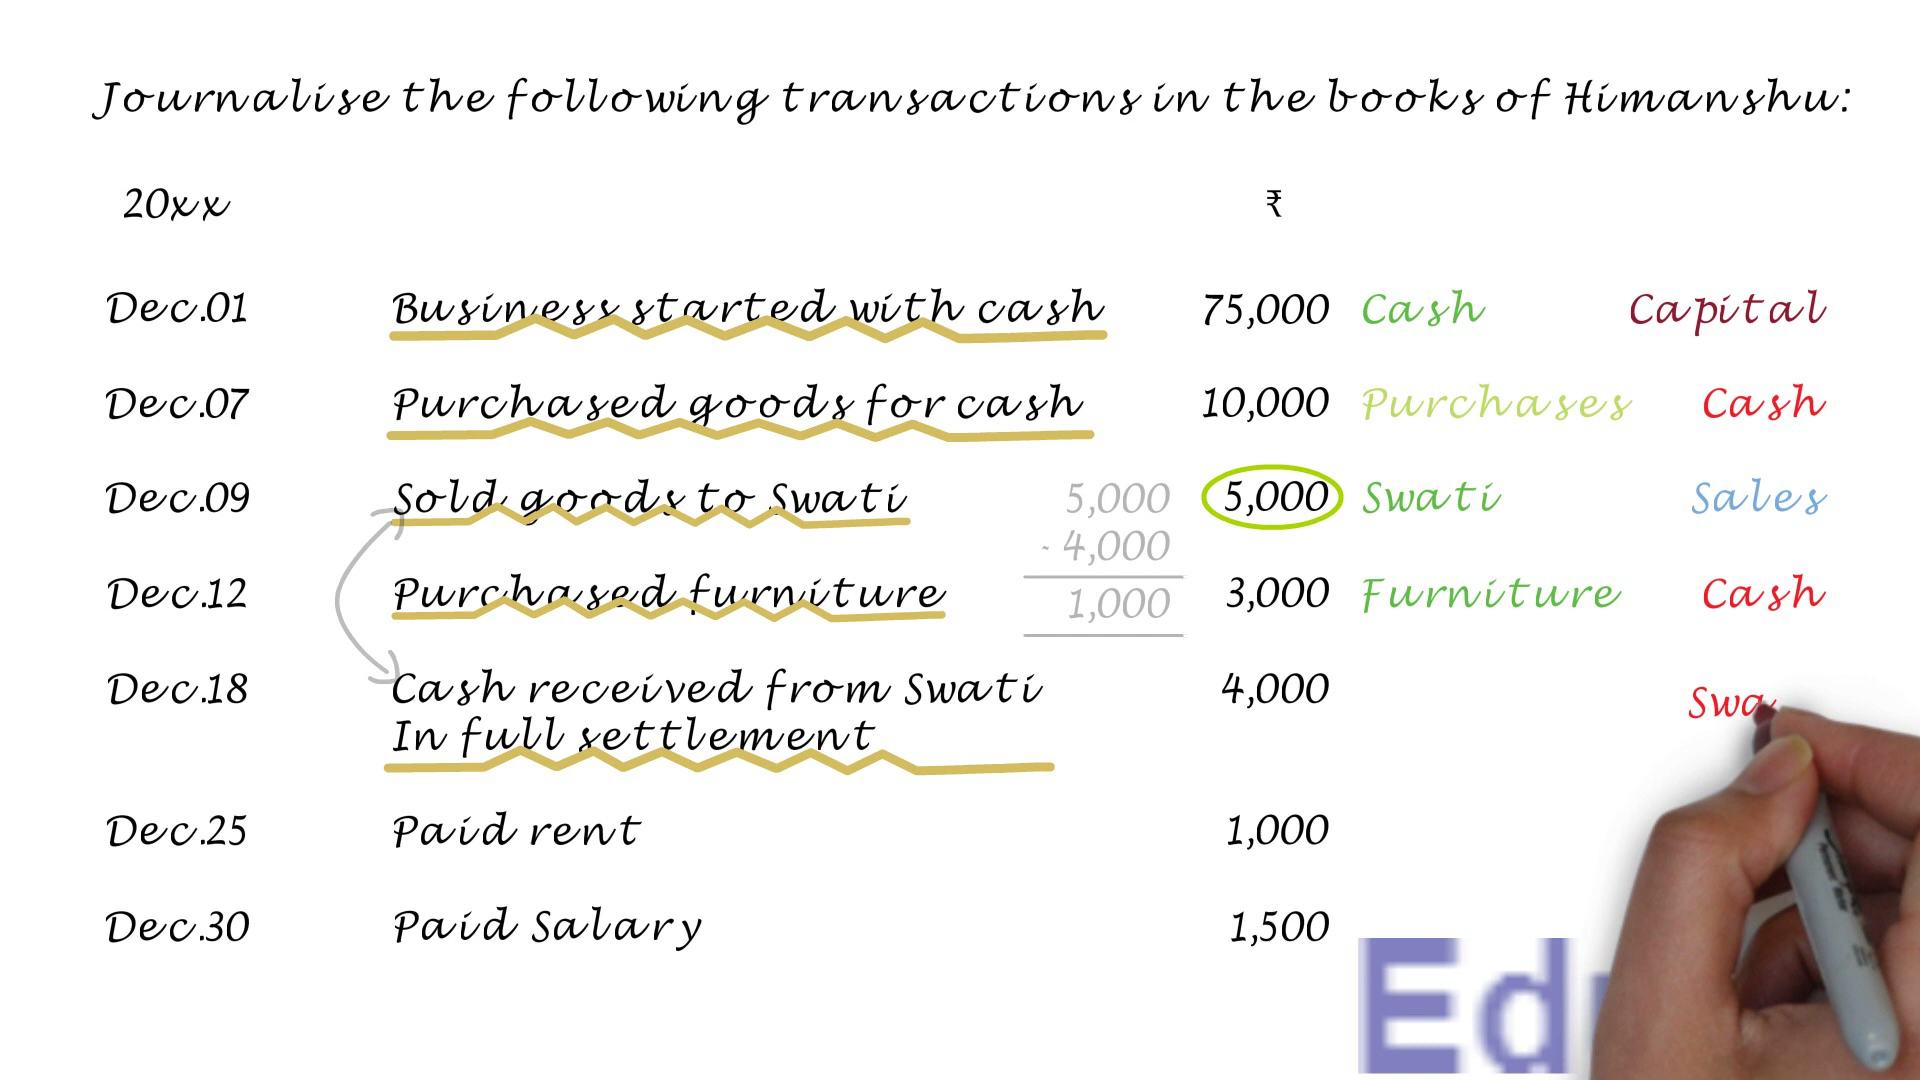 Journalise the following transactions in the books of Himanshu:
20xx ₹
Dec.01 Business started with cash 75,000 Cash Capital
Dec.07 Purchased goods for cash 10,000 Purchases Cash
Dec.09 Sold goods to Swati 5,000 5,000 Swati Sales
- 4,000
Dec.12 Purchased furniture 1,000 3,000 Furniture Cash
Dec.18 Cash received from Swati 4,000 Swa
In full settlement
Dec.25 Paid rent 1,000
Dec.30 Paid Salary 1,500
Ed